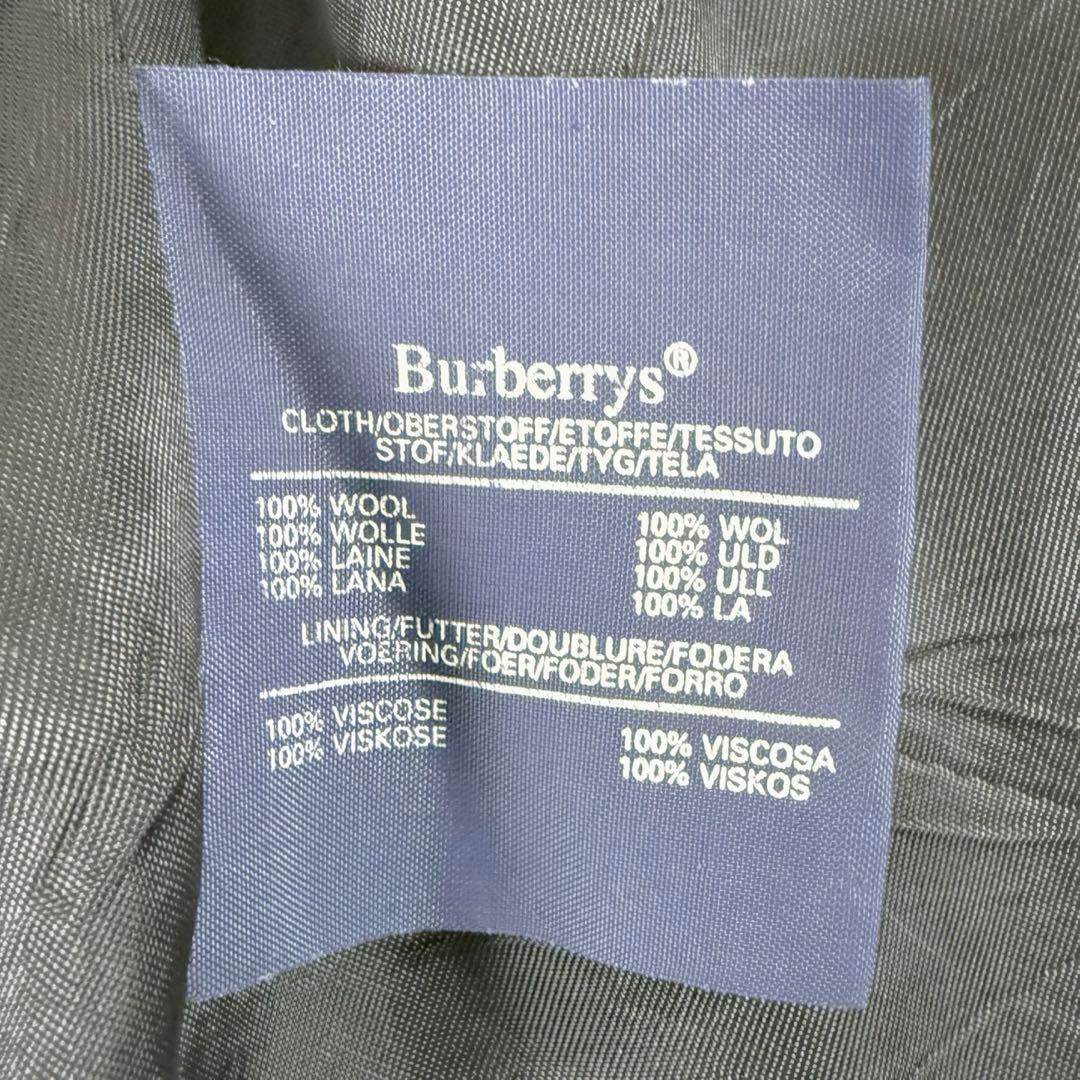 Burberrys®
CLOTH/OBERSTOFF/ETOFFE/TESSUTO
STOF/KLAEDE/TYG/TELA
100% WOOL
100% WOLLE
100% LAINE
100% LANA
100% WOL
100% ULD
100% ULL
100% LA
LINING/FUTTER/DOUBLURE/FODERA
VOERING/FOER/FODER/FORRO
100% VISCOSE
100% VISKOSE
100% VISCOSA
100% VISKOS